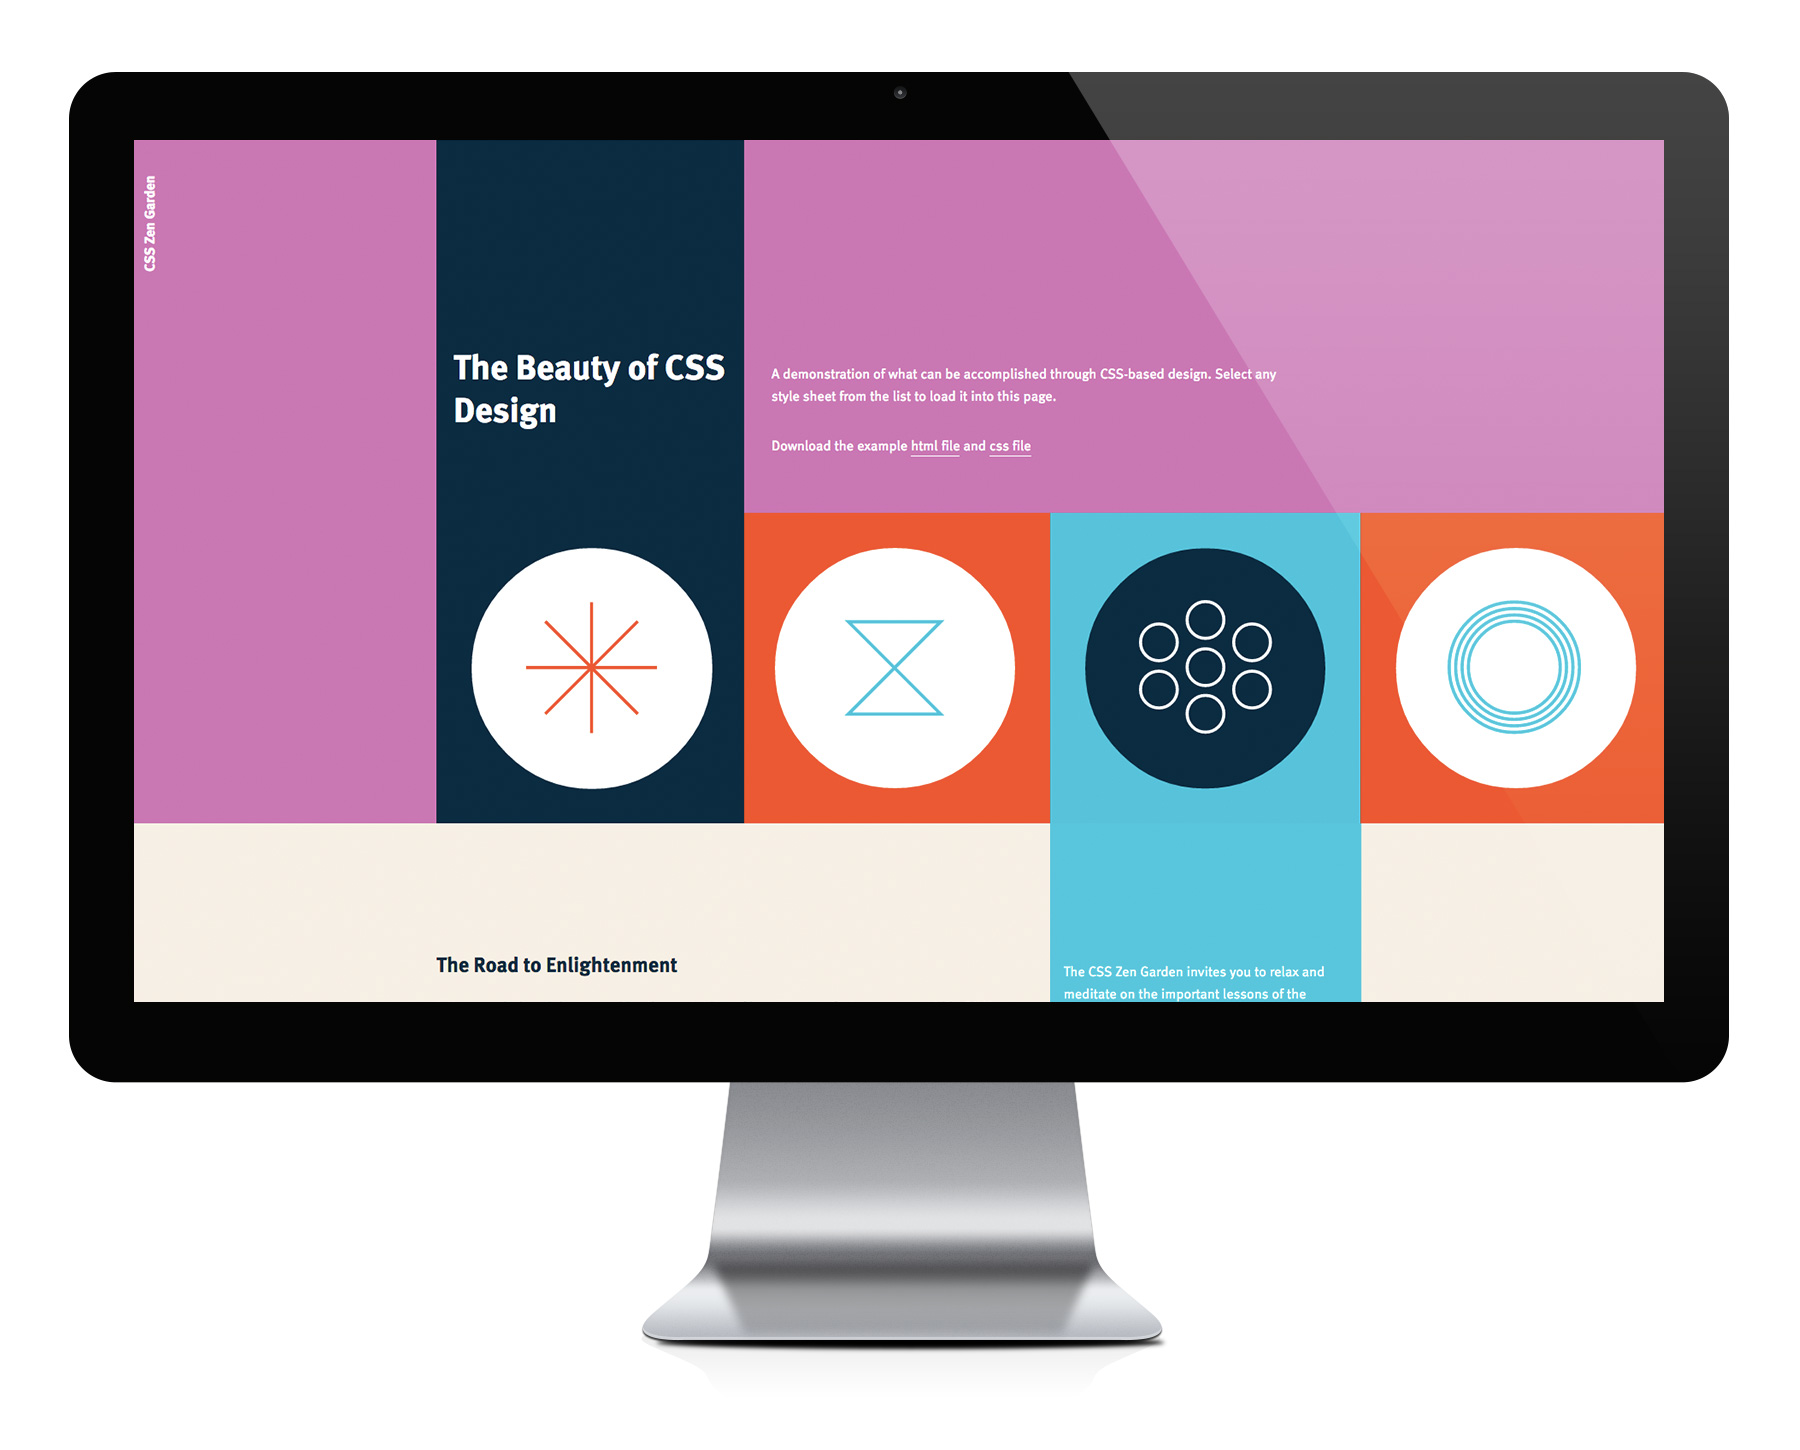 CSS Zen Garden
The Beauty of CSS
Design
A demonstration of what can be accomplished through CSS-based design. Select any
style sheet from the list to load it into this page.
Download the example html file and css file
The Road to Enlightenment
The CSS Zen Garden invites you to relax and
meditate on the important lessons of the